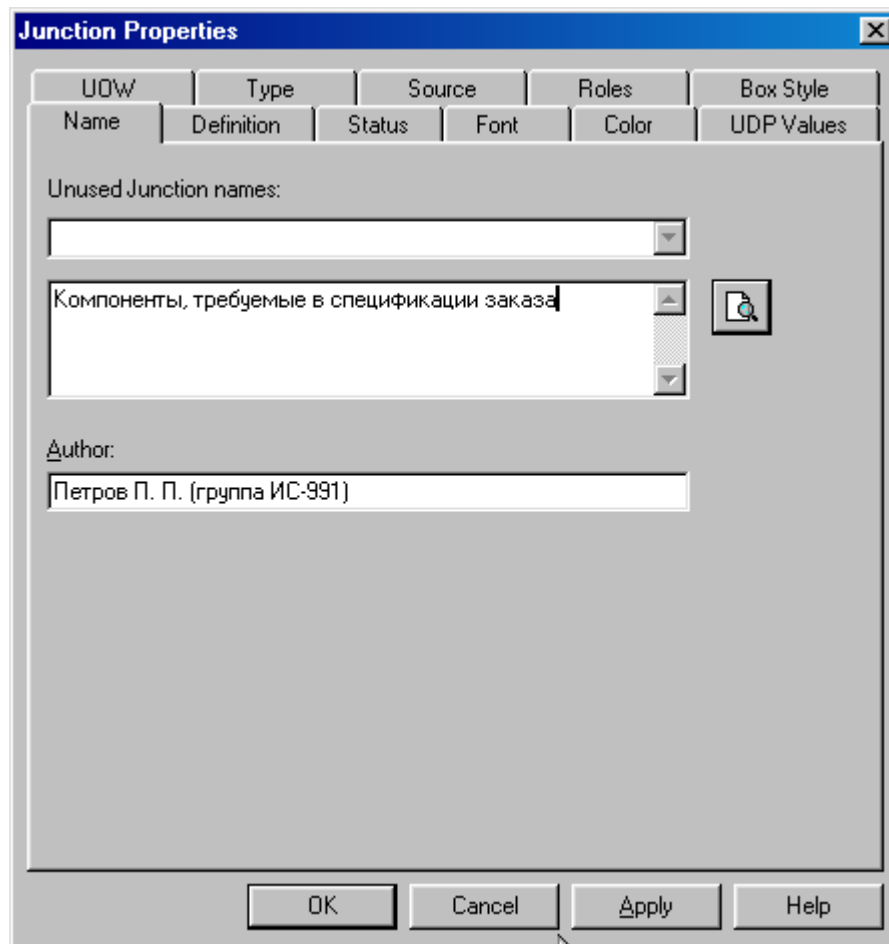 Junction Properties
UOW Type Source Roles Box Style
Name Definition Status Font Color UDP Values
Unused Junction names:
Компоненты, требуемые в спецификации заказа
Author:
Петров П. П. (группа ИС-991)
OK Cancel Apply Help